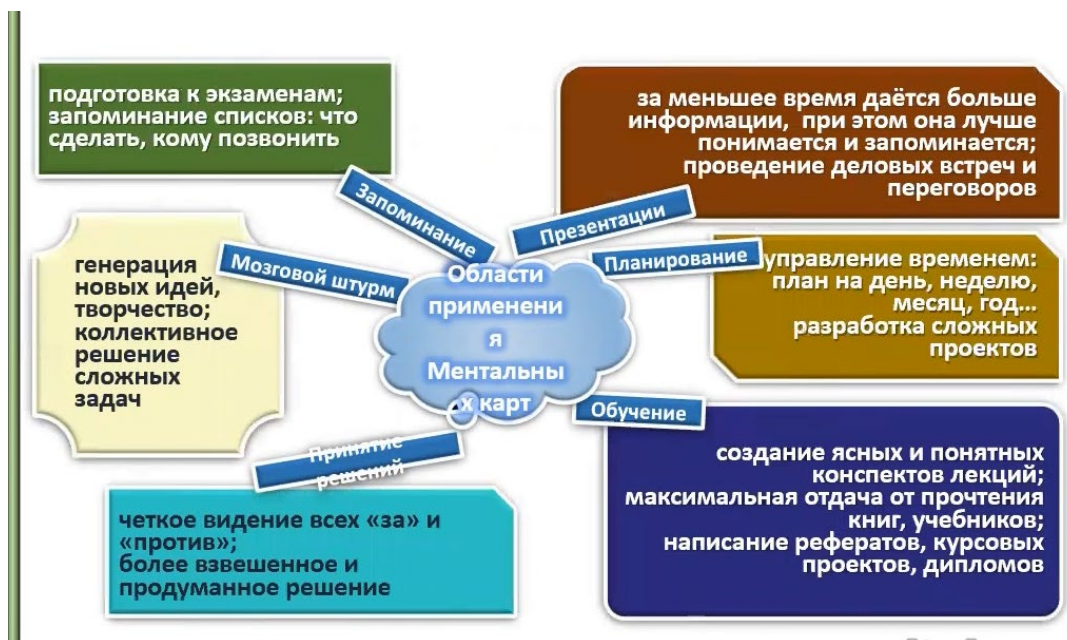 подготовка к экзаменам;
запоминание списков: что
сделать, кому позвонить
Запоминание
за меньшее время даётся больше
информации, при этом она лучше
понимается и запоминается;
проведение деловых встреч и
переговоров
Презентации
генерация
новых идей,
творчество;
коллективное
решение
сложных
задач
Мозговой штурм
Области
применени
я
Ментальны
х карт
Планирование
управление временем:
план на день, неделю,
месяц, год...
разработка сложных
проектов
Принятие
решений
четкое видение всех «за» и
«против»;
более взвешенное и
продуманное решение
Обучение
создание ясных и понятных
конспектов лекций;
максимальная отдача от прочтения
книг, учебников;
написание рефератов, курсовых
проектов, дипломов